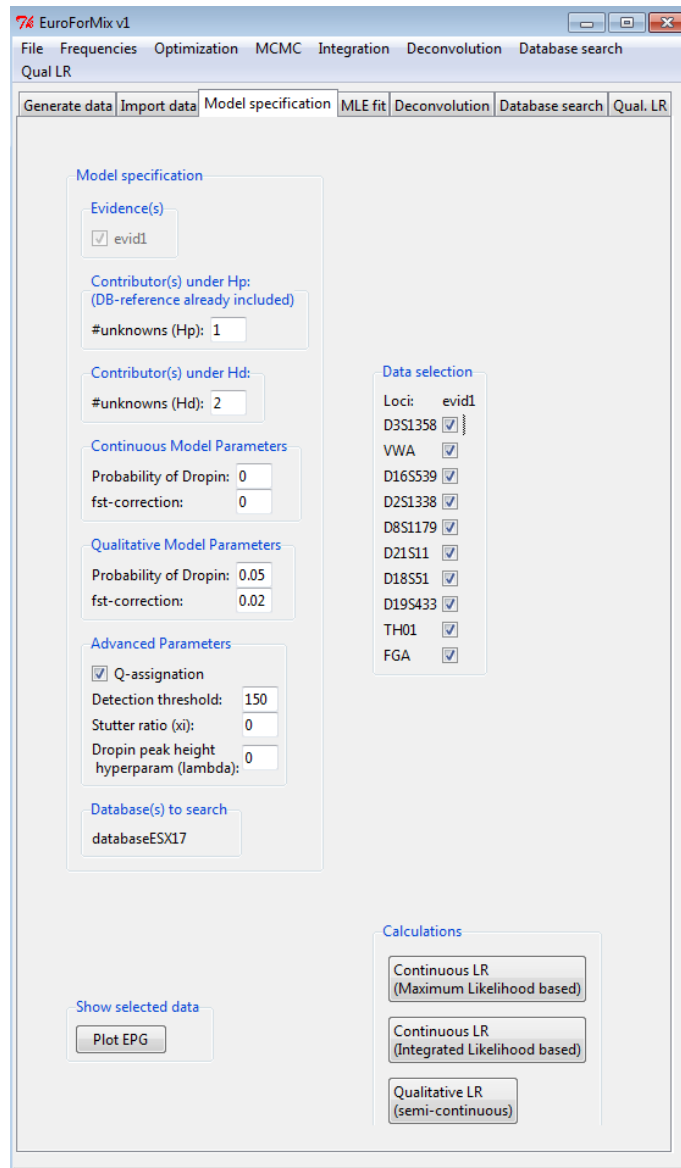 EuroForMix v1
File Frequencies Optimization MCMC Integration Deconvolution Database search
Qual LR
Generate data Import data Model specification MLE fit Deconvolution Database search Qual. LR
Model specification
Evidence(s)
evid1
Contributor(s) under Hp:
(DB-reference already included)
#unknowns (Hp): 1
Contributor(s) under Hd:
#unknowns (Hd): 2
Continuous Model Parameters
Probability of Dropin: 0
fst-correction: 0
Qualitative Model Parameters
Probability of Dropin: 0.05
fst-correction: 0.02
Advanced Parameters
Q-assignation
Detection threshold: 150
Stutter ratio (xi): 0
Dropin peak height
hyperparam (lambda): 0
Database(s) to search
databaseESX17
Data selection
Loci: evid1
D3S1358
VWA
D16S539
D2S1338
D8S1179
D21S11
D18S51
D19S433
TH01
FGA
Show selected data
Plot EPG
Calculations
Continuous LR
(Maximum Likelihood based)
Continuous LR
(Integrated Likelihood based)
Qualitative LR
(semi-continuous)